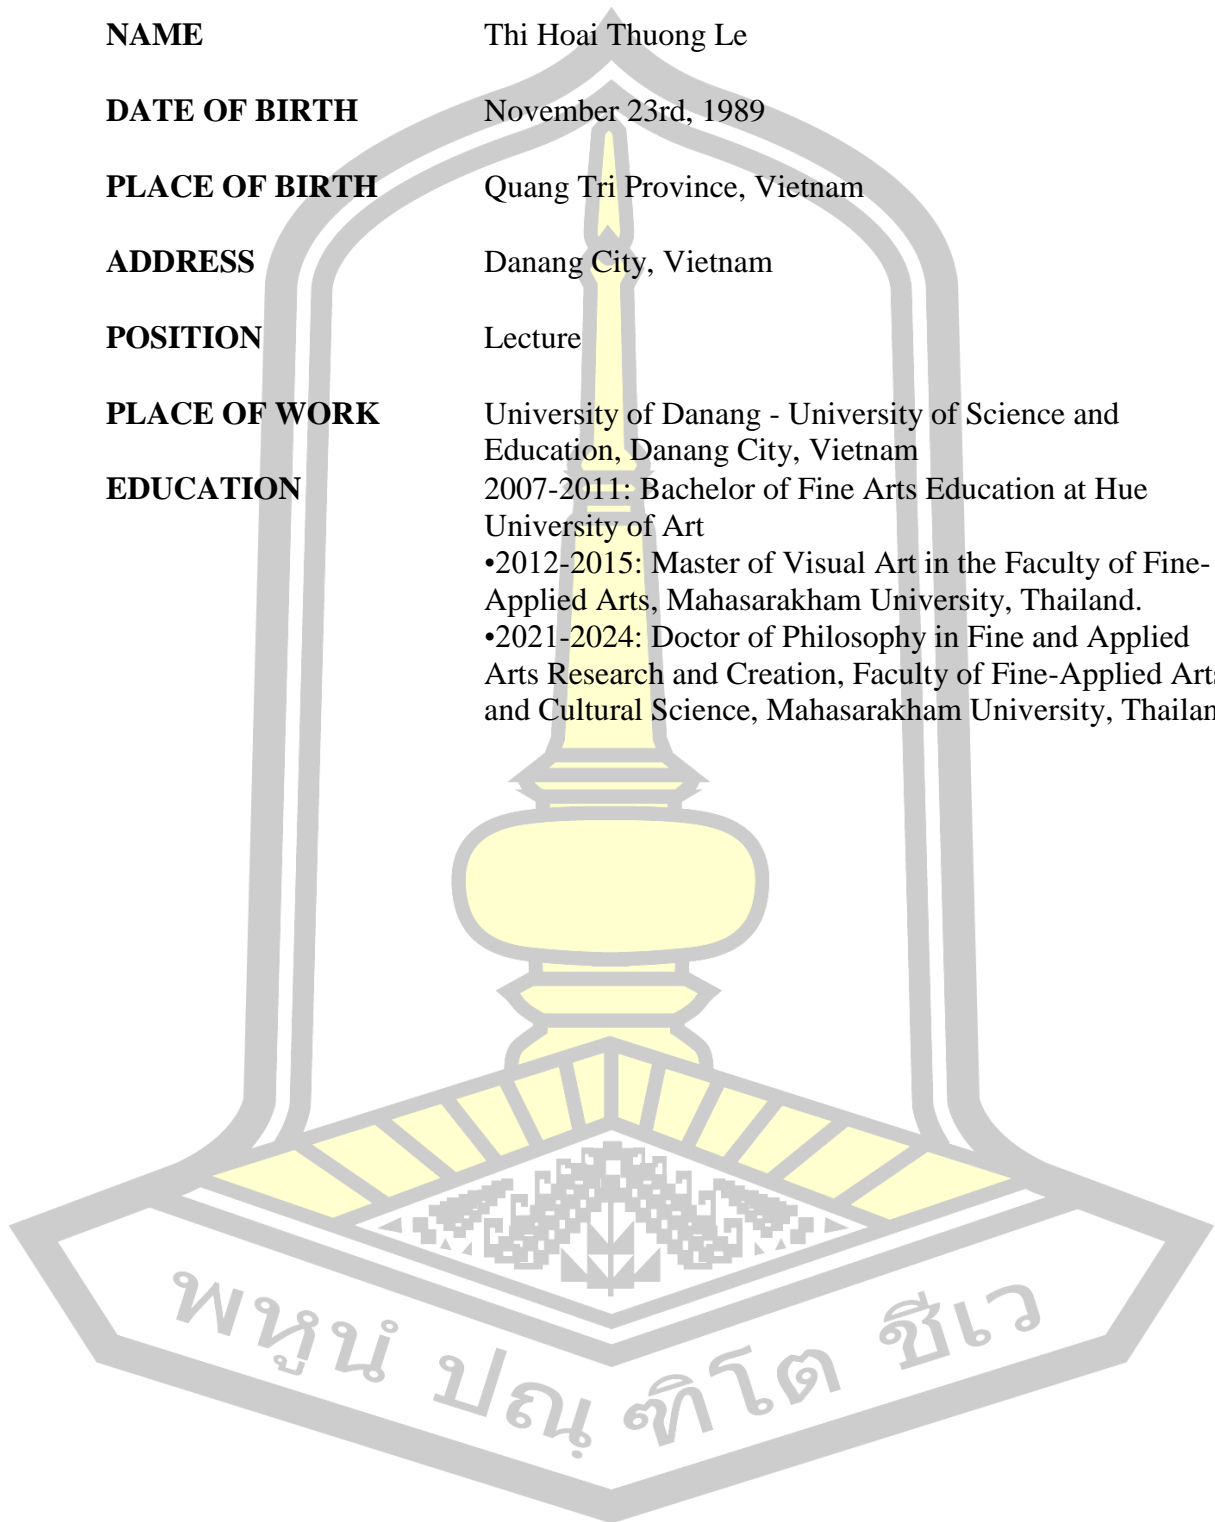 NAME Thi Hoai Thuong Le
DATE OF BIRTH November 23rd, 1989
PLACE OF BIRTH Quang Tri Province, Vietnam
ADDRESS Danang City, Vietnam
POSITION Lecture
PLACE OF WORK University of Danang - University of Science and
Education, Danang City, Vietnam
EDUCATION 2007-2011: Bachelor of Fine Arts Education at Hue
University of Art
•2012-2015: Master of Visual Art in the Faculty of Fine-
Applied Arts, Mahasarakham University, Thailand.
•2021-2024: Doctor of Philosophy in Fine and Applied
Arts Research and Creation, Faculty of Fine-Applied Arts
and Cultural Science, Mahasarakham University, Thailan
พหูนํ ปณฺฑิโต ชีเว